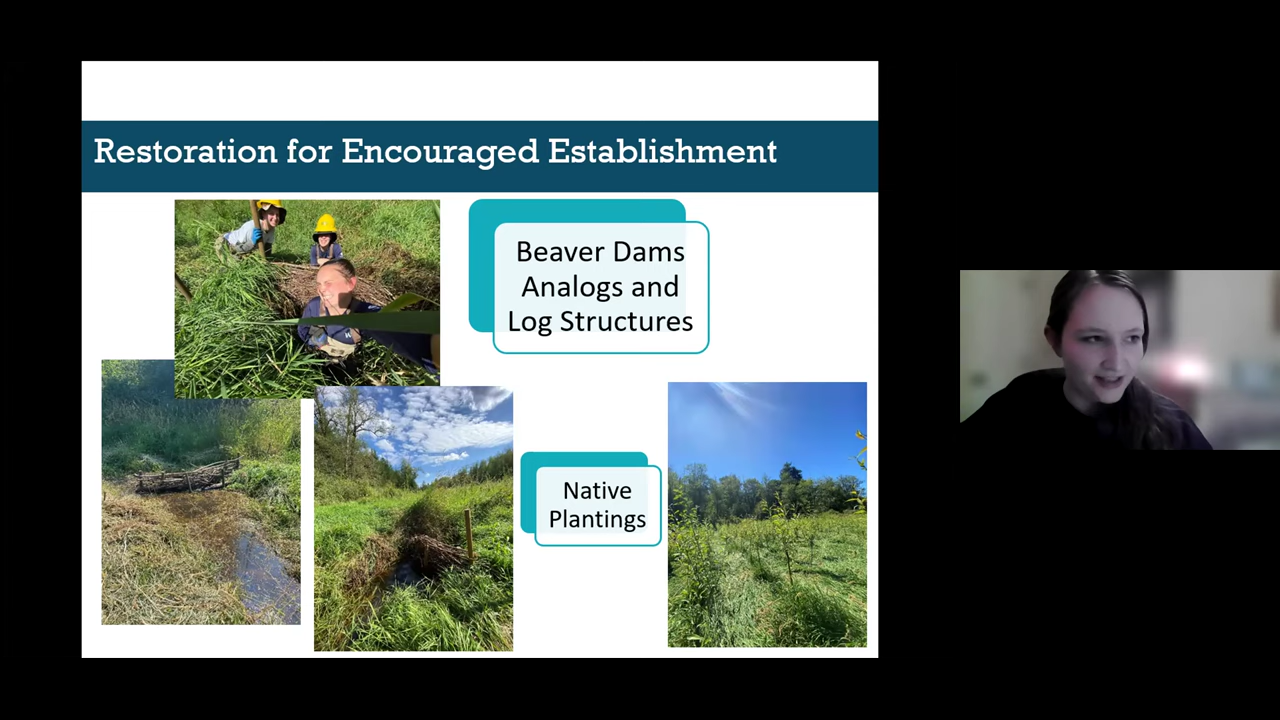 Restoration for Encouraged Establishment
Beaver Dams
Analogs and
Log Structures
Native
Plantings